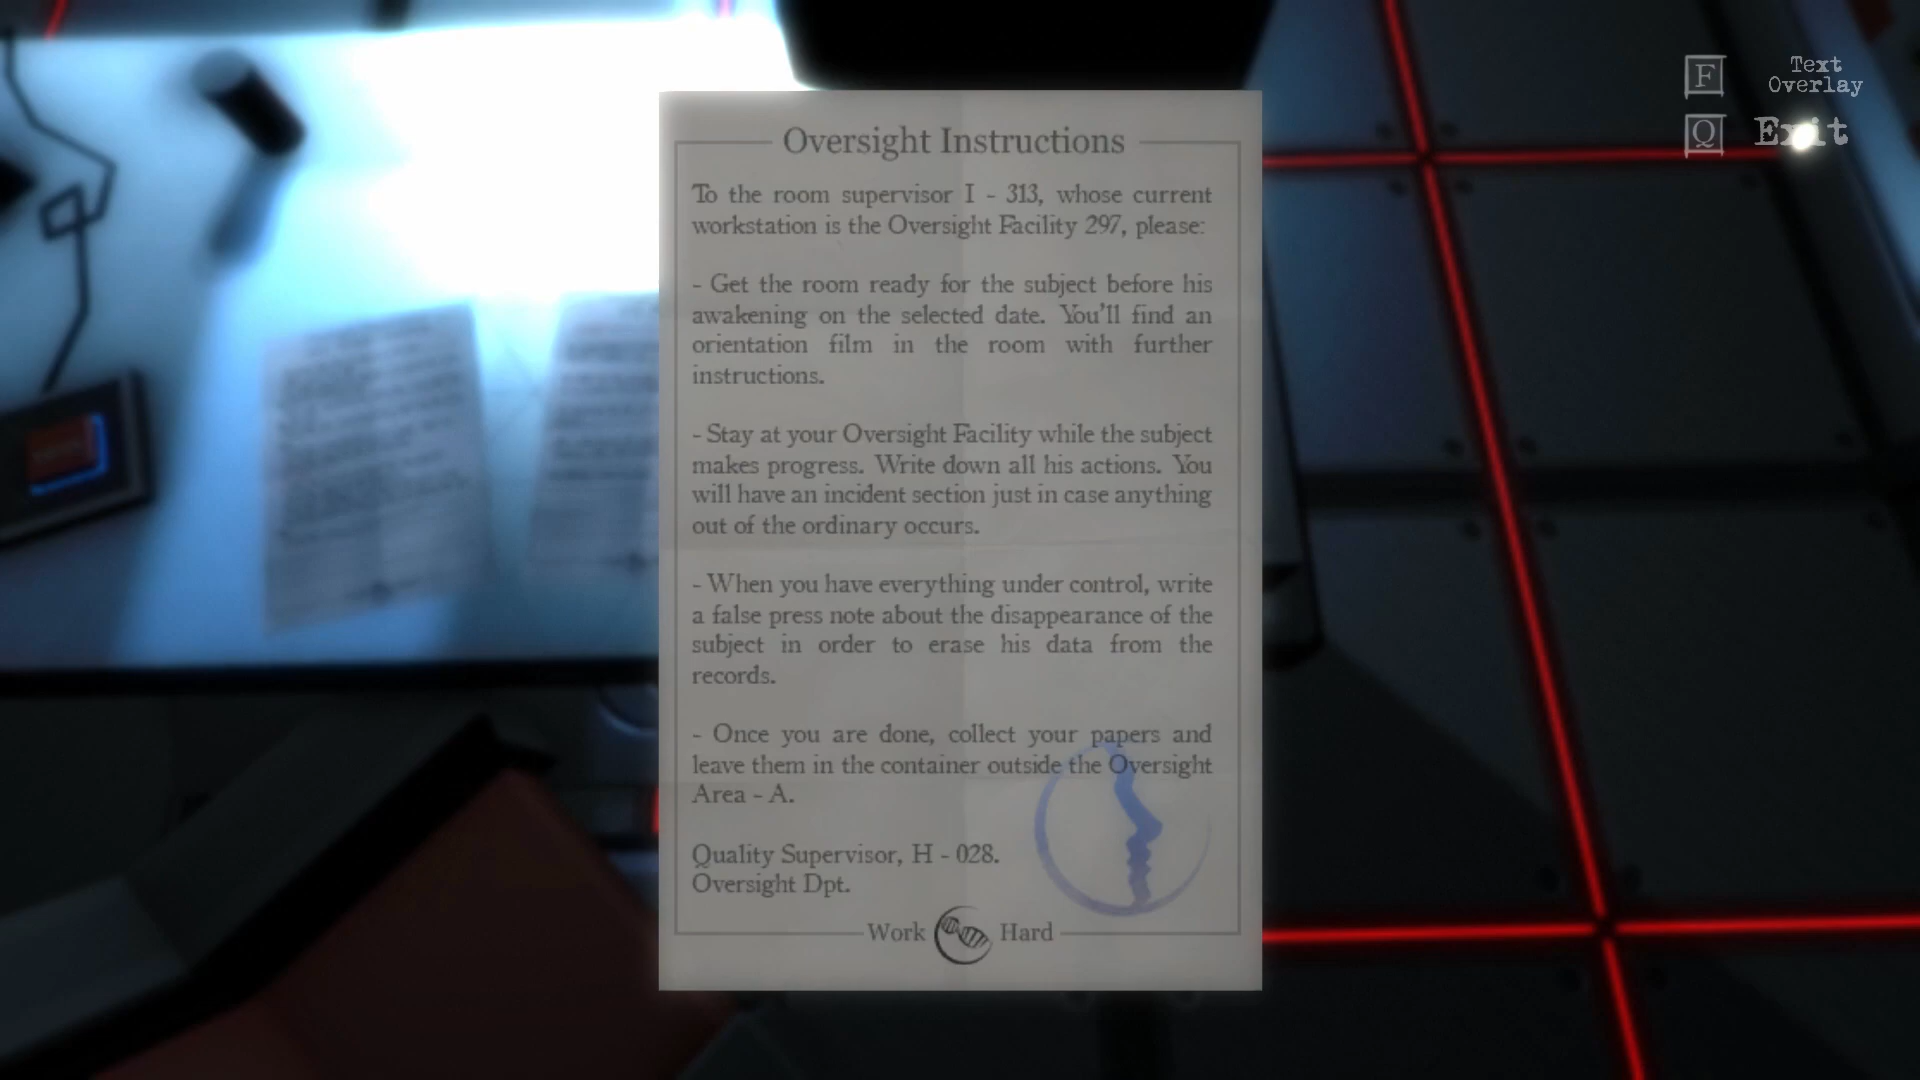 Oversight Instructions
To the room supervisor I - 313, whose current
workstation is the Oversight Facility 297, please:
- Get the room ready for the subject before his
awakening on the selected date. You'll find an
orientation film in the room with further
instructions.
- Stay at your Oversight Facility while the subject
makes progress. Write down all his actions. You
will have an incident section just in case anything
out of the ordinary occurs.
- When you have everything under control, write
a false press note about the disappearance of the
subject in order to erase his data from the
records.
- Once you are done, collect your papers and
leave them in the container outside the Oversight
Area - A.
Quality Supervisor, H - 028.
Oversight Dpt.
Work Hard
F Text
Overlay
Q Exit